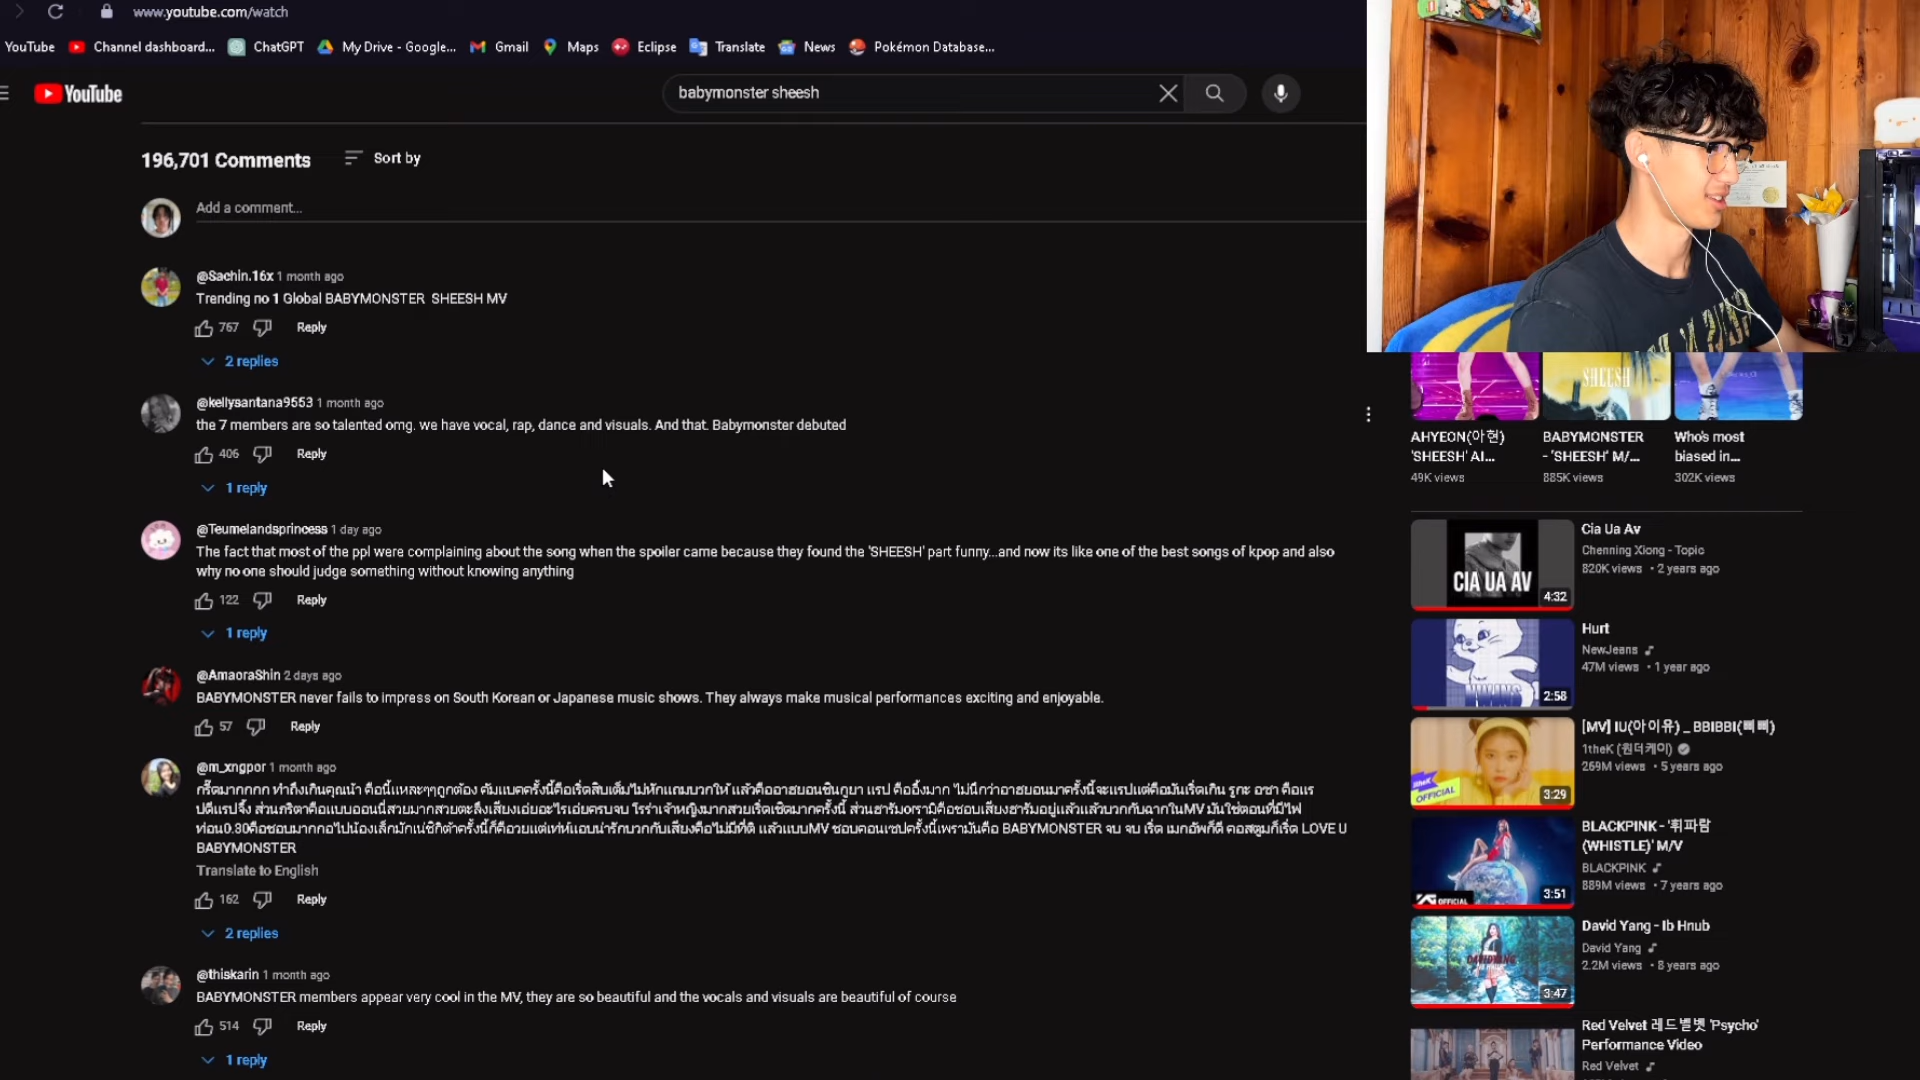 www.youtube.com/watch
YouTube
Channel dashboard...
ChatGPT
My Drive - Google...
Gmail
Maps
Eclipse
Translate
News
Pokémon Database...
YouTube
babymonster sheesh
196,701 Comments
Sort by
Add a comment...
@Sachin.16x 1 month ago
Trending no 1 Global BABYMONSTER SHEESH MV
767
Reply
2 replies
@kellysantana9553 1 month ago
the 7 members are so talented omg. we have vocal, rap, dance and visuals. And that. Babymonster debuted
406
Reply
1 reply
@Teumelandsprincess 1 day ago
The fact that most of the ppl were complaining about the song when the spoiler came because they found the 'SHEESH' part funny...and now its like one of the best songs of kpop and also
why no one should judge something without knowing anything
122
Reply
1 reply
@AmaoraShin 2 days ago
BABYMONSTER never fails to impress on South Korean or Japanese music shows. They always make musical performances exciting and enjoyable.
57
Reply
@m_xngpor 1 month ago
LOVE U
BABYMONSTER
Translate to English
162
Reply
2 replies
@thiskarin 1 month ago
BABYMONSTER members appear very cool in the MV, they are so beautiful and the vocals and visuals are beautiful of course
514
Reply
1 reply
SHEESH
AHYEON(아현)
'SHEESH' AI...
49K views
BABYMONSTER
- 'SHEESH' M/...
885K views
Who's most
biased in...
302K views
CIA UA AV
4:32
Cia Ua Av
Chenning Xiong - Topic
820K views • 2 years ago
2:58
Hurt
NewJeans
47M views • 1 year ago
OFFICIAL
3:29
[MV] IU(아이유) _ BBIBBI(삐삐)
1theK (원더케이)
269M views • 5 years ago
OFFICIAL
3:51
BLACKPINK - '휘파람
(WHISTLE)' M/V
BLACKPINK
889M views • 7 years ago
3:47
David Yang - Ib Hnub
David Yang
2.2M views • 8 years ago
Red Velvet 레드벨벳 'Psycho'
Performance Video
Red Velvet